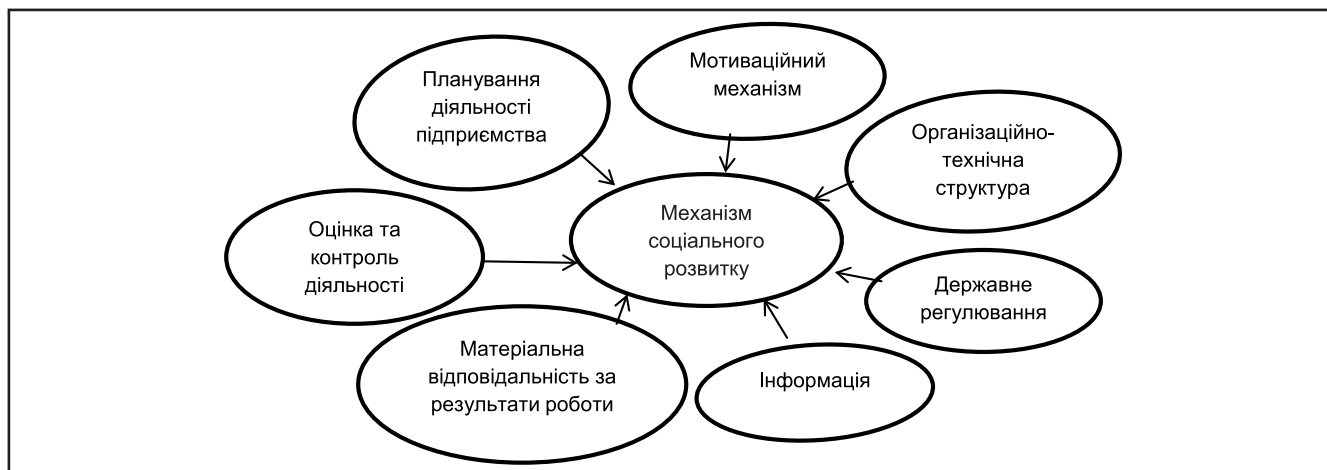 Планування
діяльності
підприємства
Мотиваційний
механізм
Організаційно-
технічна
структура
Оцінка та
контроль
діяльності
Механізм
соціального
розвитку
Державне
регулювання
Матеріальна
відповідальність за
результати роботи
Інформація